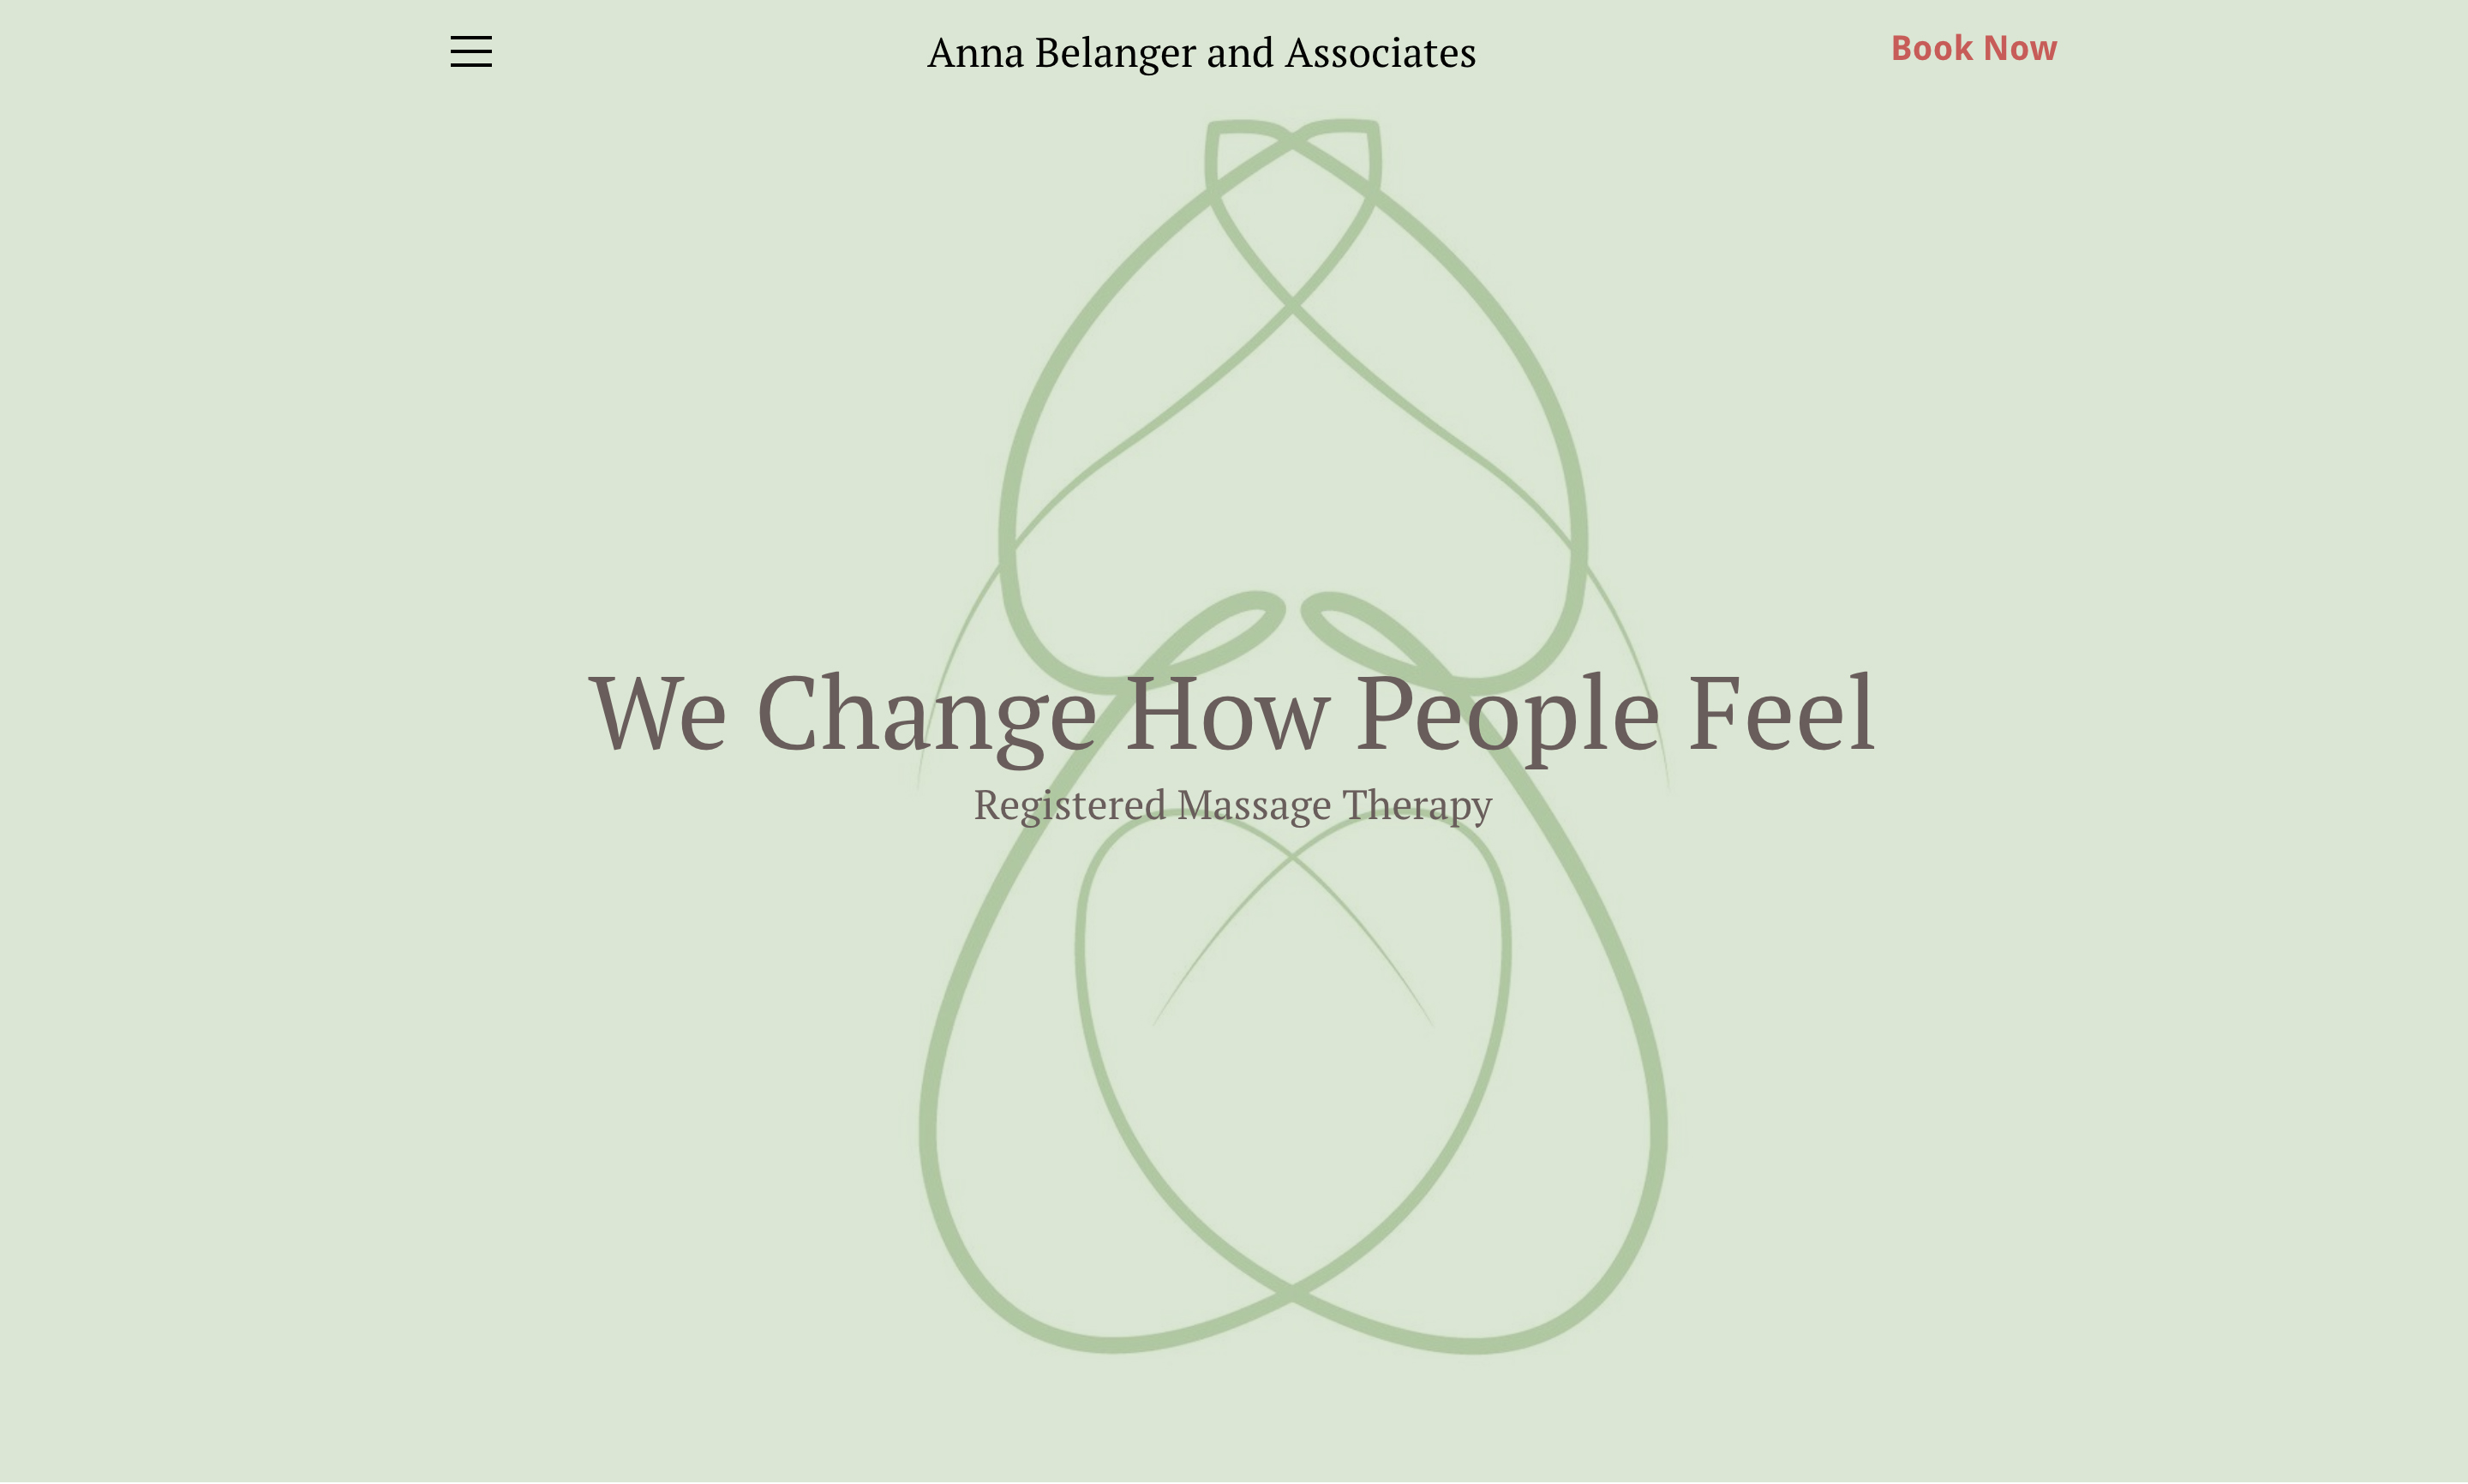 Anna Belanger and Associates
Book Now
We Change How People Feel
Registered Massage Therapy